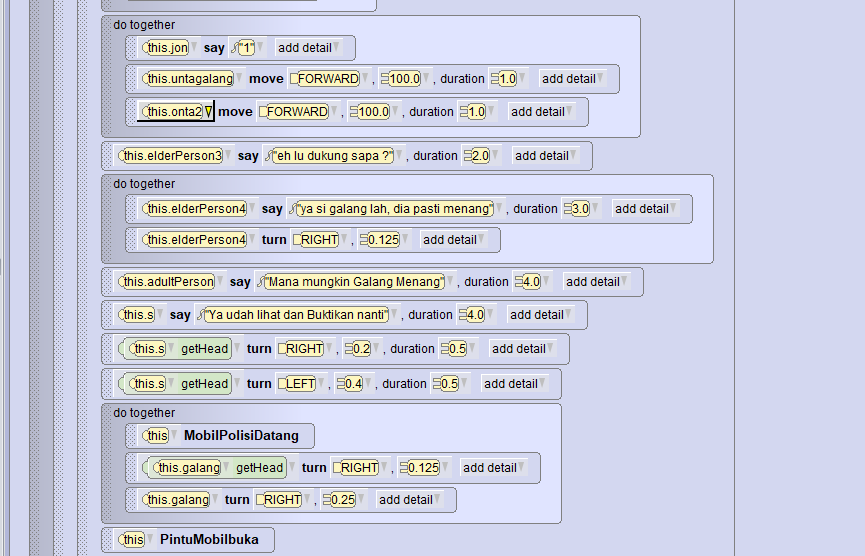 do together
this.jon say "1" add detail
this.untagalang move FORWARD , 100.0 , duration 1.0 add detail
this.onta2 move FORWARD , 100.0 , duration 1.0 add detail
this.elderPerson3 say "eh lu dukung sapa ?" , duration 2.0 add detail
do together
this.elderPerson4 say "ya si galang lah, dia pasti menang" , duration 3.0 add detail
this.elderPerson4 turn RIGHT , 0.125 add detail
this.adultPerson say "Mana mungkin Galang Menang" , duration 4.0 add detail
this.s say "Ya udah lihat dan Buktikan nanti" , duration 4.0 add detail
this.s getHead turn RIGHT , 0.2 , duration 0.5 add detail
this.s getHead turn LEFT , 0.4 , duration 0.5 add detail
do together
this MobilPolisiDatang
this.galang getHead turn RIGHT , 0.125 add detail
this.galang turn RIGHT , 0.25 add detail
this PintuMobilbuka